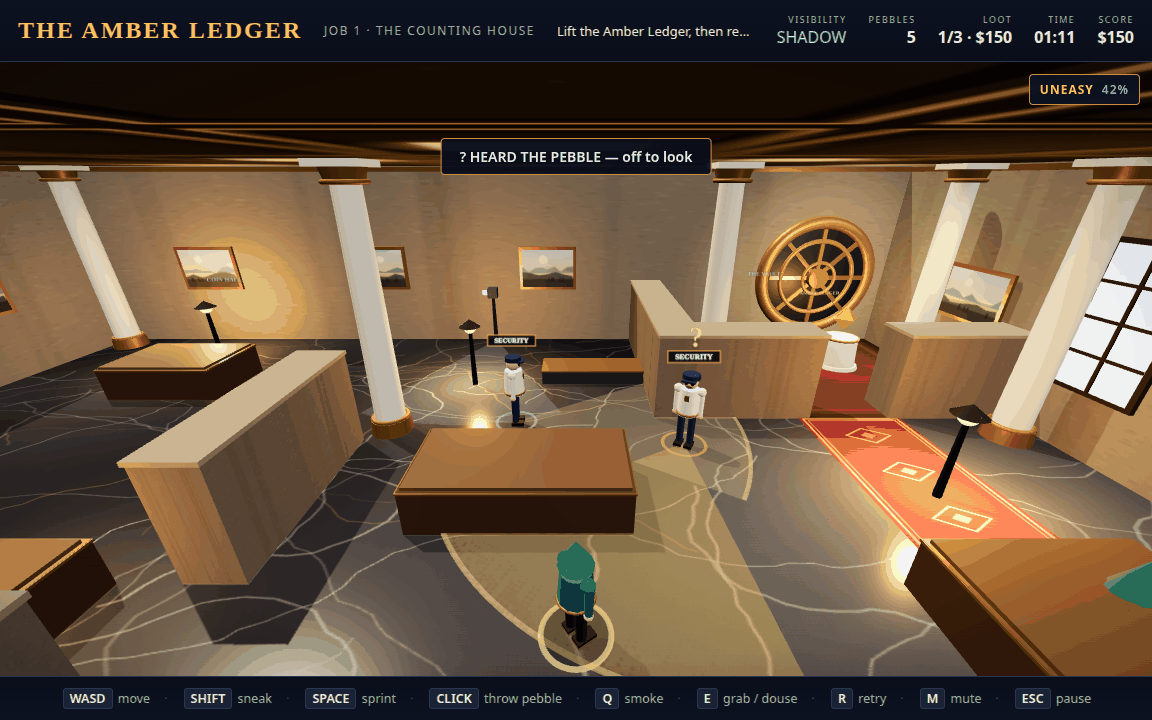 THE AMBER LEDGER
JOB 1 · THE COUNTING HOUSE
Lift the Amber Ledger, then re...
VISIBILITY
SHADOW
PEBBLES
5
LOOT
1/3 · $150
TIME
01:11
SCORE
$150
UNEASY 42%
? HEARD THE PEBBLE — off to look
?
SECURITY
SECURITY
WASD move · SHIFT sneak · SPACE sprint · CLICK throw pebble · Q smoke · E grab / douse · R retry · M mute · ESC pause